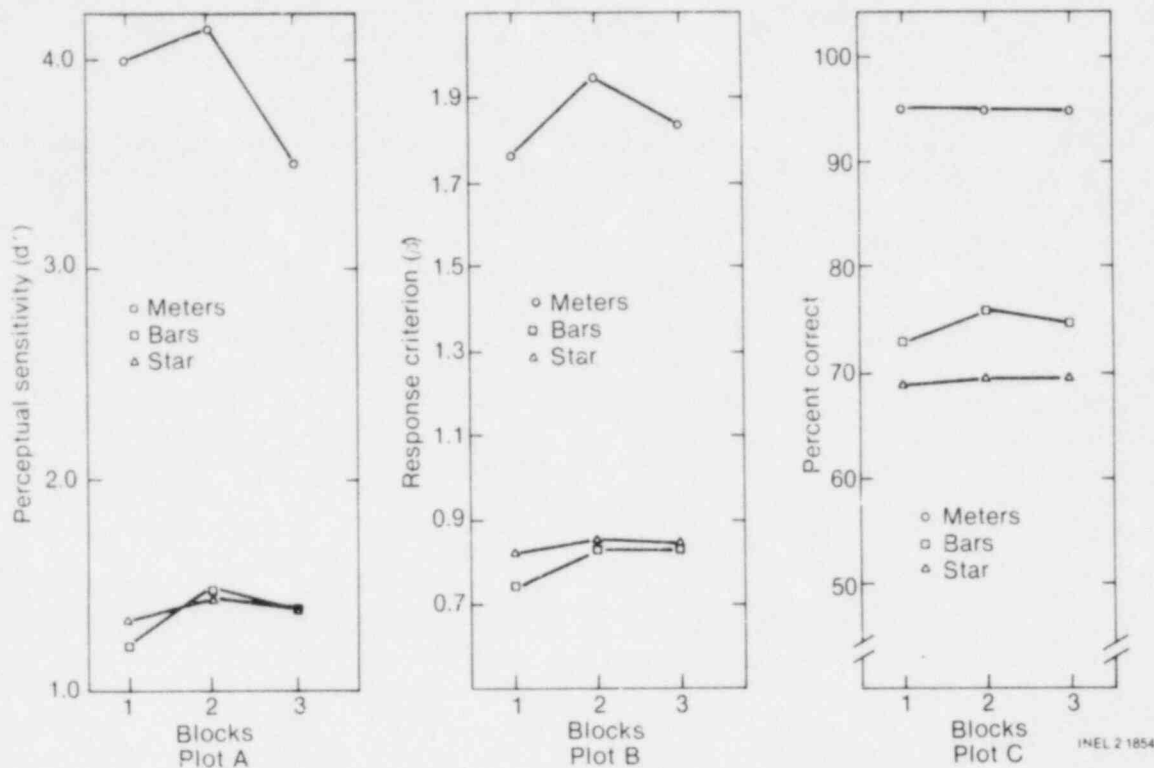 Perceptual sensitivity (d')
4.0
3.0
2.0
1.0
○ Meters
□ Bars
△ Star
1 2 3
Blocks
Plot A
Response criterion (β)
1.9
1.7
1.5
1.3
1.1
0.9
0.7
○ Meters
□ Bars
△ Star
1 2 3
Blocks
Plot B
Percent correct
100
90
80
70
60
50
○ Meters
□ Bars
△ Star
1 2 3
Blocks
Plot C
INEL 2 1854